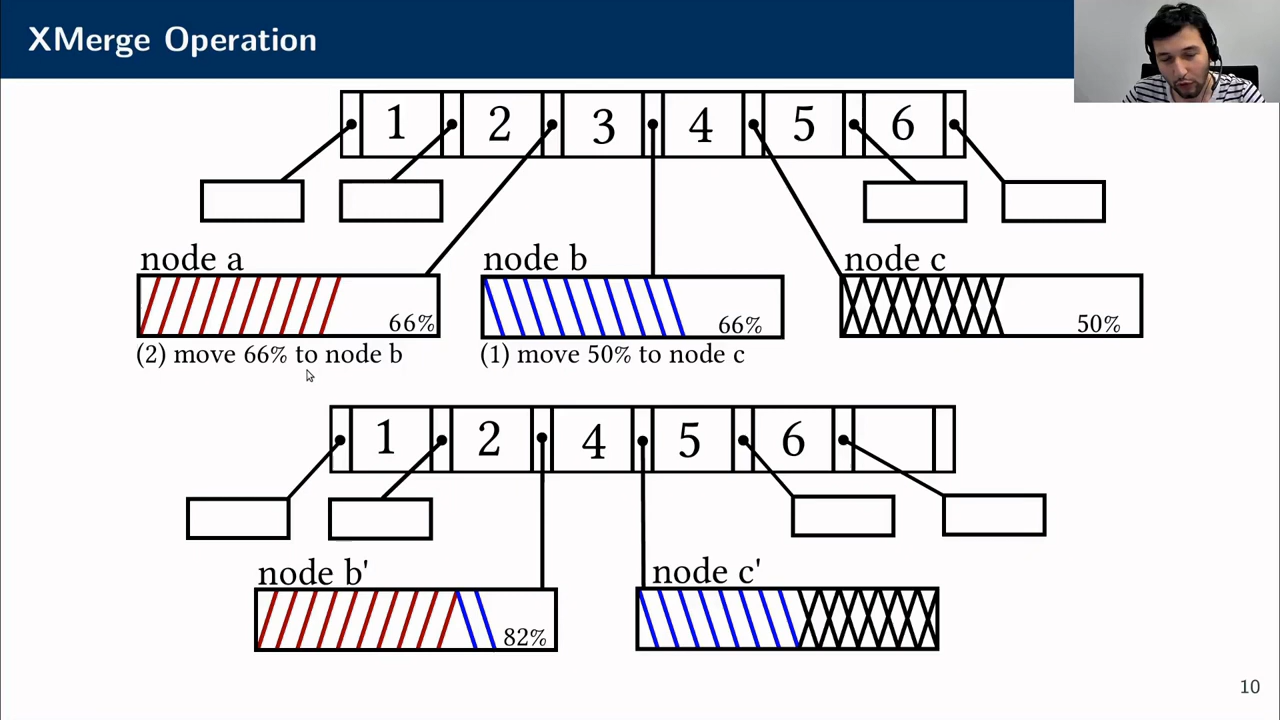 XMerge Operation
1 2 3 4 5 6
node a node b node c
66% 66% 50%
(2) move 66% to node b (1) move 50% to node c
1 2 4 5 6
node b' node c'
82%
10